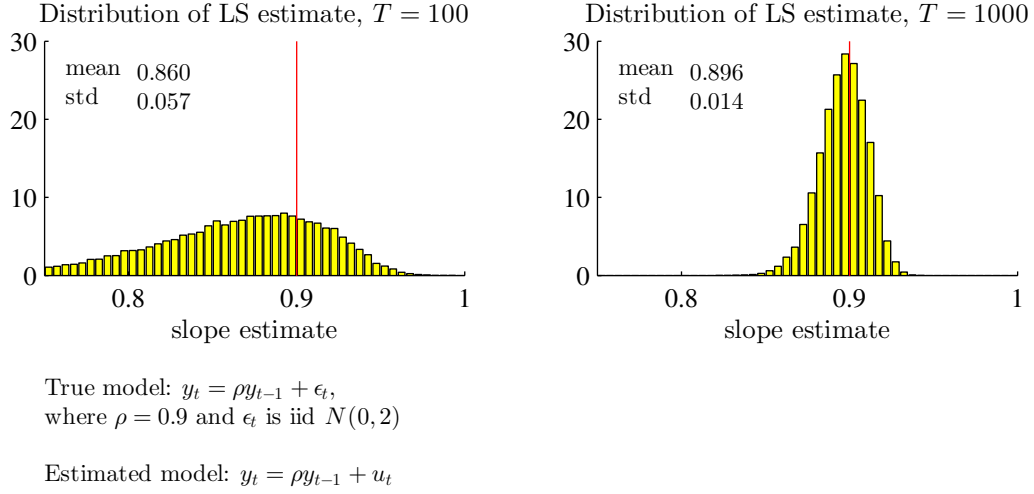 Distribution of LS estimate, T = 100
30
20
10
0
mean 0.860
std 0.057
0.8 0.9 1
slope estimate
Distribution of LS estimate, T = 1000
30
20
10
0
mean 0.896
std 0.014
0.8 0.9 1
slope estimate
True model: y_t = ρy_{t−1} + ϵ_t,
where ρ = 0.9 and ϵ_t is iid N(0, 2)
Estimated model: y_t = ρy_{t−1} + u_t